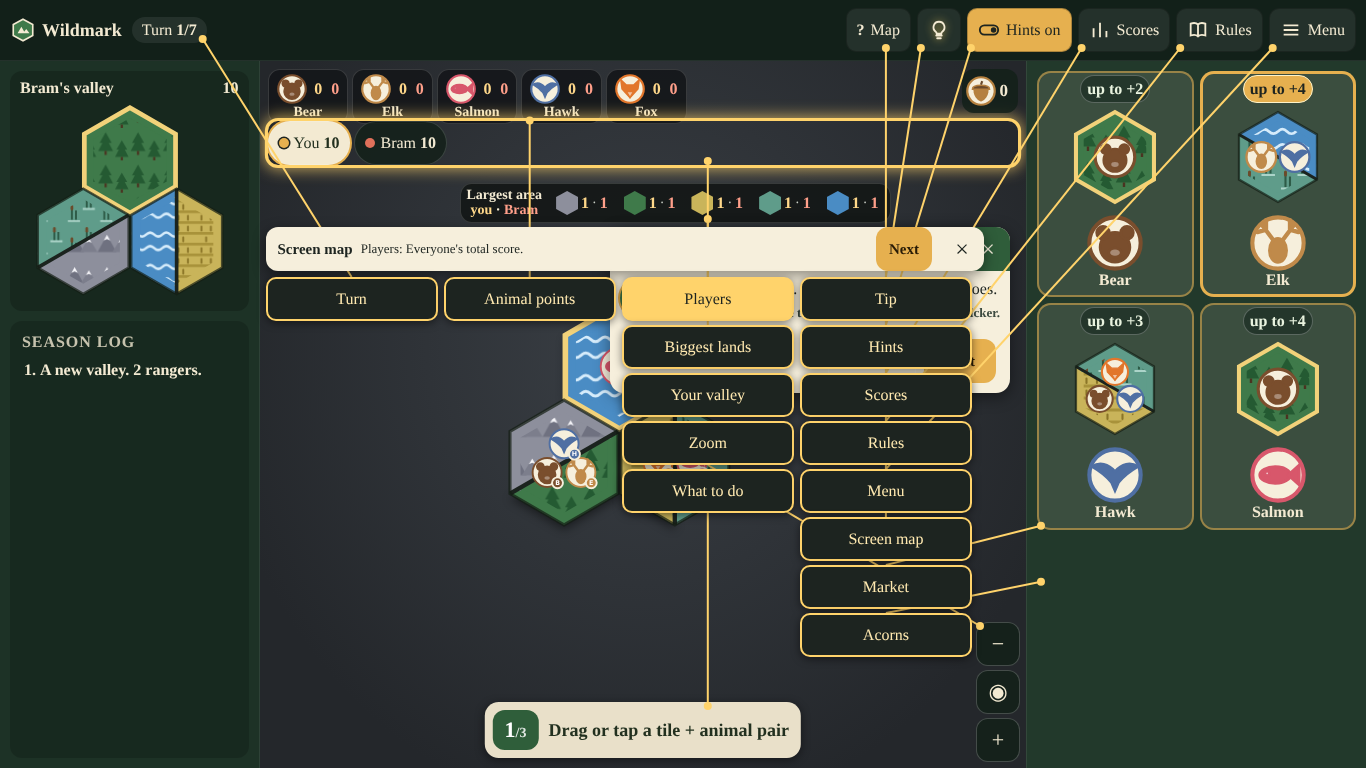 Wildmark
Turn 1/7
? Map
Hints on
Scores
Rules
Menu
Bram's valley
10
0 0
Bear
0 0
Elk
0 0
Salmon
0 0
Hawk
0 0
Fox
0
You 10
Bram 10
Largest area
you · Bram
1 · 1
1 · 1
1 · 1
1 · 1
1 · 1
Screen map
Players: Everyone's total score.
Next
×
×
Turn
Animal points
Players
Tip
Biggest lands
Hints
Your valley
Scores
Zoom
Rules
What to do
Menu
Screen map
Market
Acorns
oes.
cker.
H
B
E
SEASON LOG
1. A new valley. 2 rangers.
up to +2
Bear
up to +4
Elk
up to +3
Hawk
up to +4
Salmon
−
+
1/3
Drag or tap a tile + animal pair